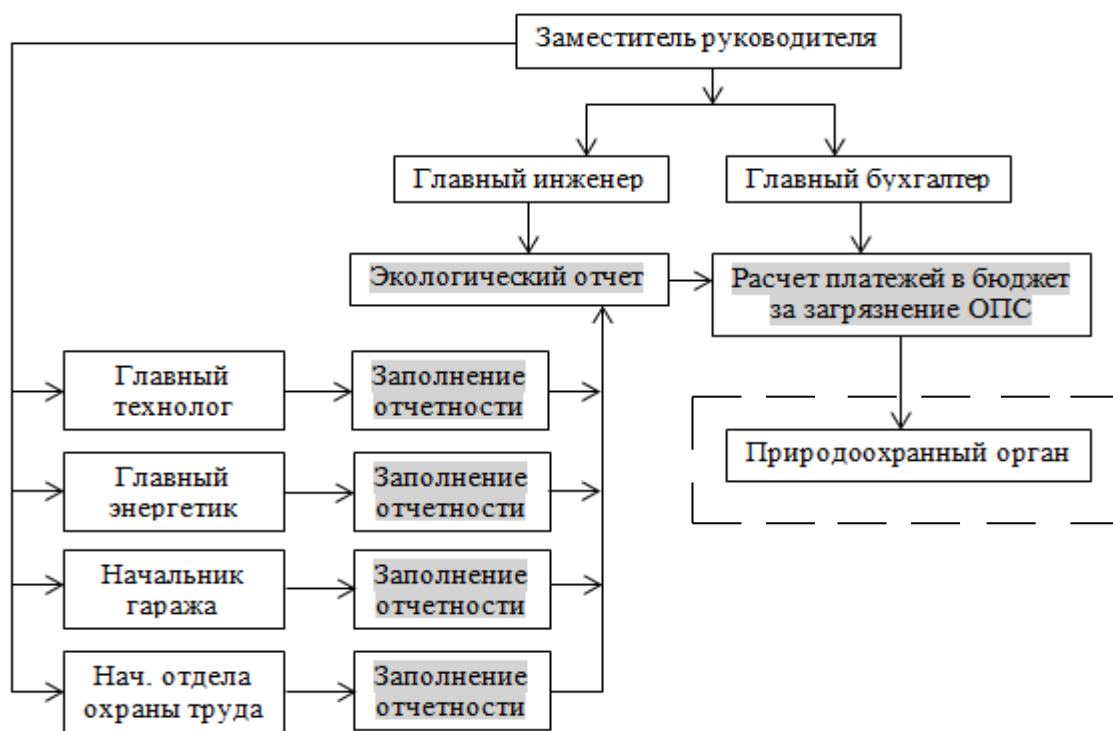 Заместитель руководителя
Главный инженер
Главный бухгалтер
Экологический отчет
Расчет платежей в бюджет
за загрязнение ОПС
Главный
технолог
Заполнение
отчетности
Природоохранный орган
Главный
энергетик
Заполнение
отчетности
Начальник
гаража
Заполнение
отчетности
Нач. отдела
охраны труда
Заполнение
отчетности